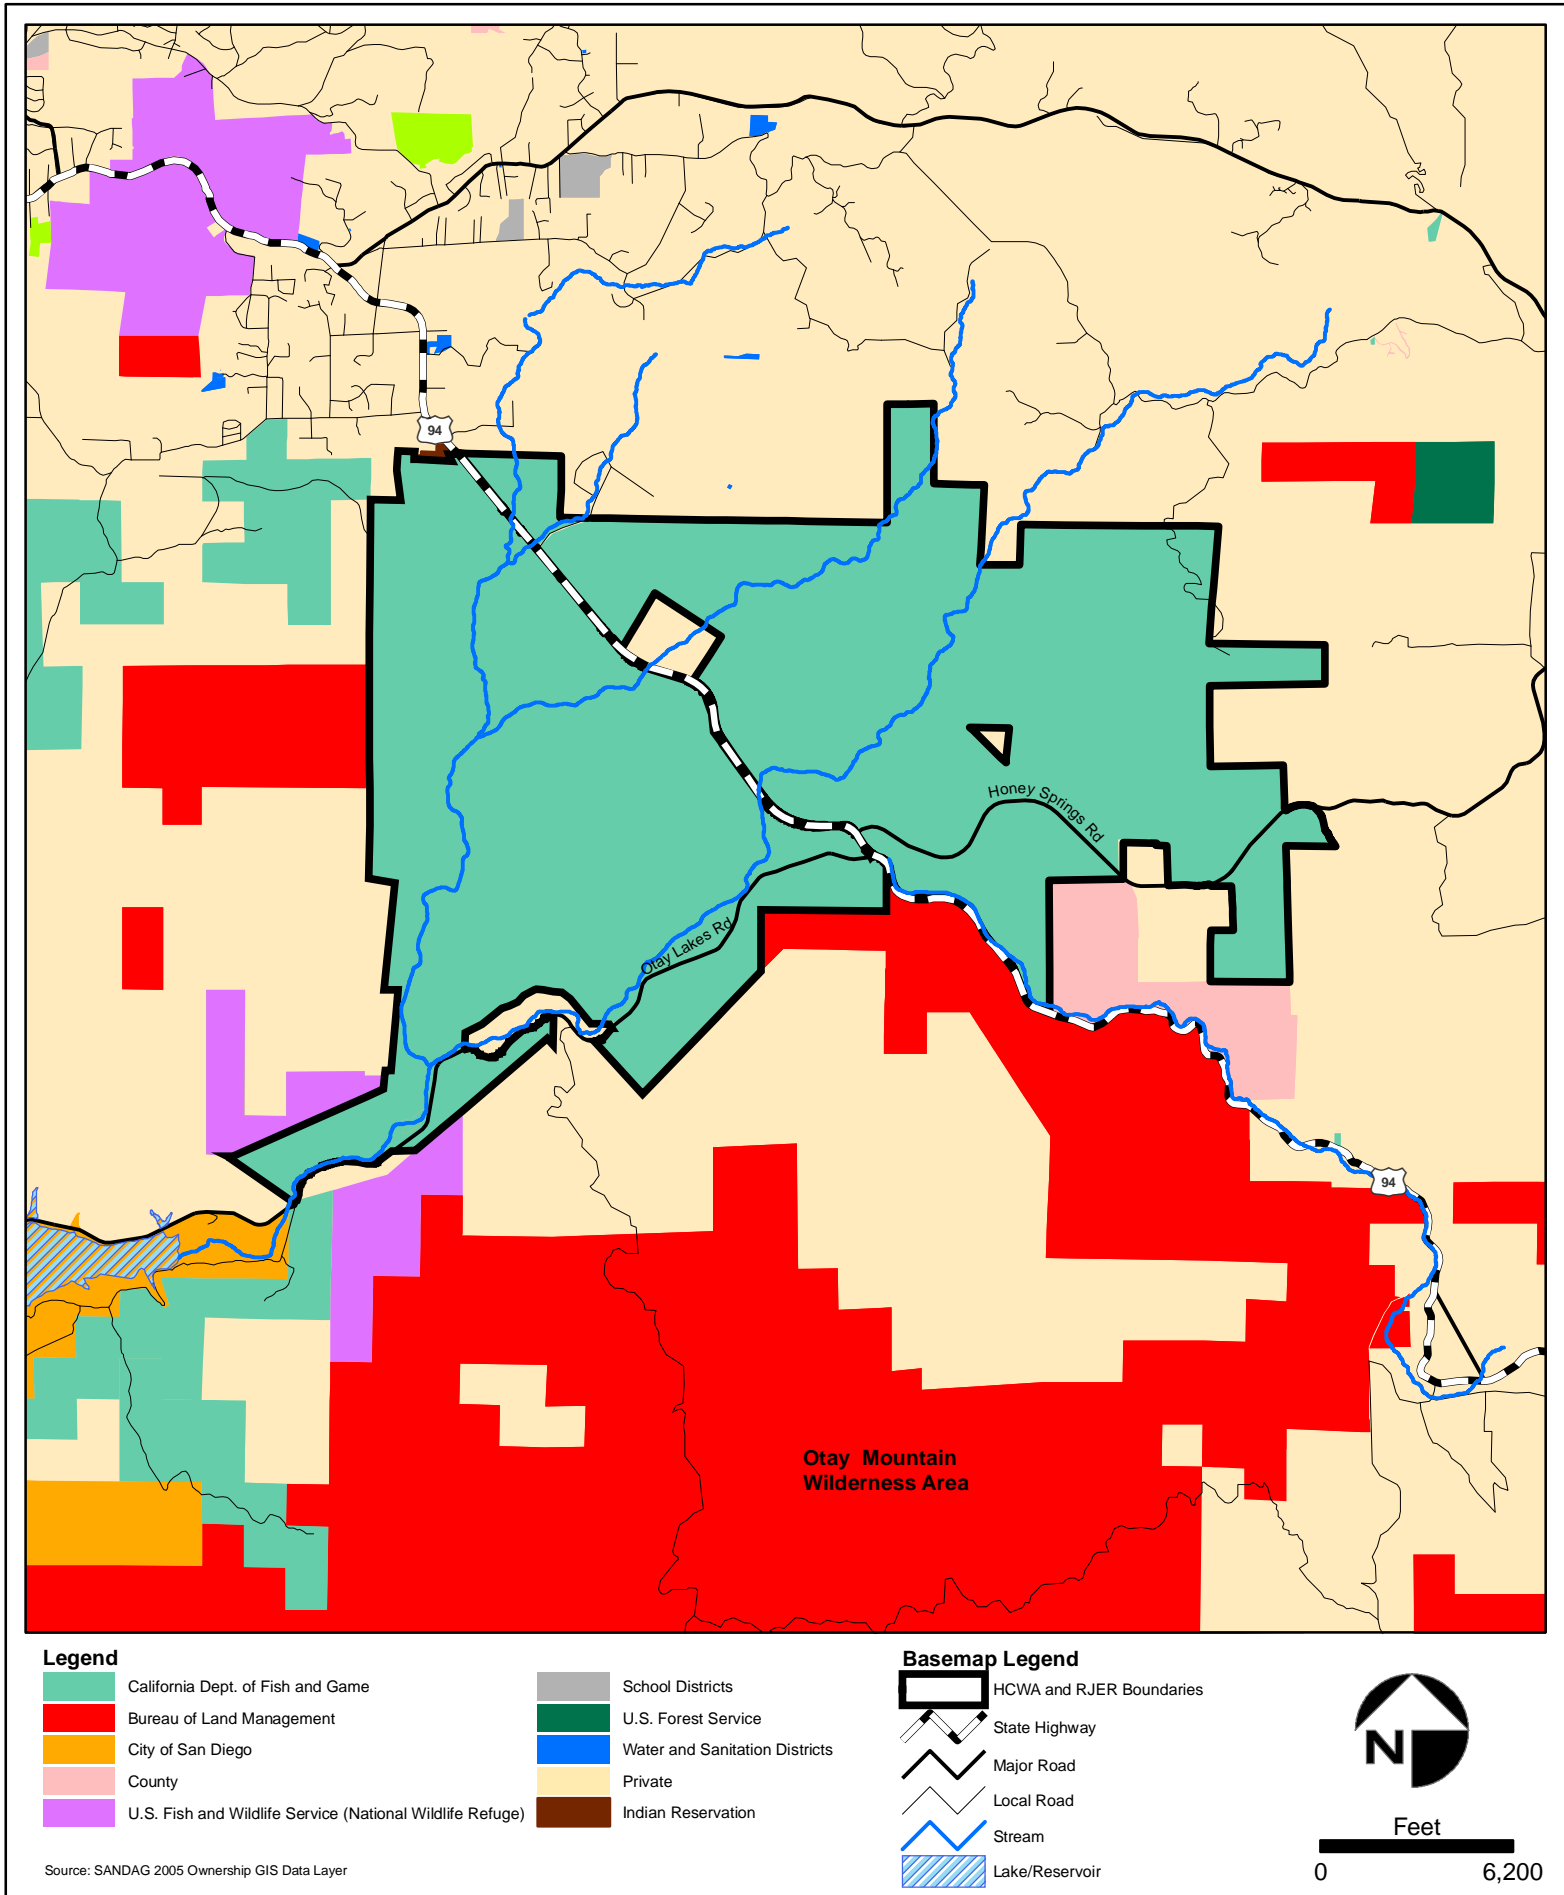 94
Honey Springs Rd
Otay Lakes Rd
94
Otay Mountain
Wilderness Area
Legend
California Dept. of Fish and Game
Bureau of Land Management
City of San Diego
County
U.S. Fish and Wildlife Service (National Wildlife Refuge)
School Districts
U.S. Forest Service
Water and Sanitation Districts
Private
Indian Reservation
Source: SANDAG 2005 Ownership GIS Data Layer
Basemap Legend
HCWA and RJER Boundaries
State Highway
Major Road
Local Road
Stream
Lake/Reservoir
N
Feet
0 6,200